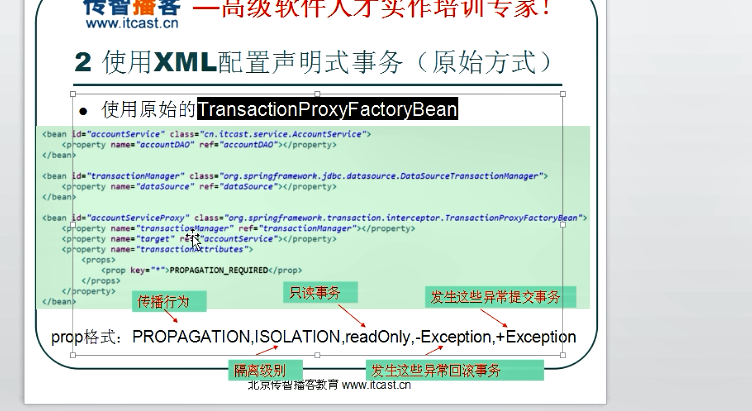 传智播客 —高级软件人才实作培训专家!
www.itcast.cn
2 使用XML配置声明式事务（原始方式）
● 使用原始的TransactionProxyFactoryBean
<bean id="accountService" class="cn.itcast.service.AccountService">
<property name="accountDAO" ref="accountDAO"></property>
</bean>
<bean id="transactionManager" class="org.springframework.jdbc.datasource.DataSourceTransactionManager">
<property name="dataSource" ref="dataSource"></property>
</bean>
<bean id="accountServiceProxy" class="org.springframework.transaction.interceptor.TransactionProxyFactoryBean">
<property name="transactionManager" ref="transactionManager"></property>
<property name="target" ref="accountService"></property>
<property name="transactionAttributes">
<props>
<prop key="*">PROPAGATION_REQUIRED</prop>
</props>
</property>
</bean>
传播行为
只读事务
发生这些异常提交事务
prop格式：PROPAGATION,ISOLATION,readOnly,-Exception,+Exception
隔离级别
发生这些异常回滚事务
北京传智播客教育 www.itcast.cn